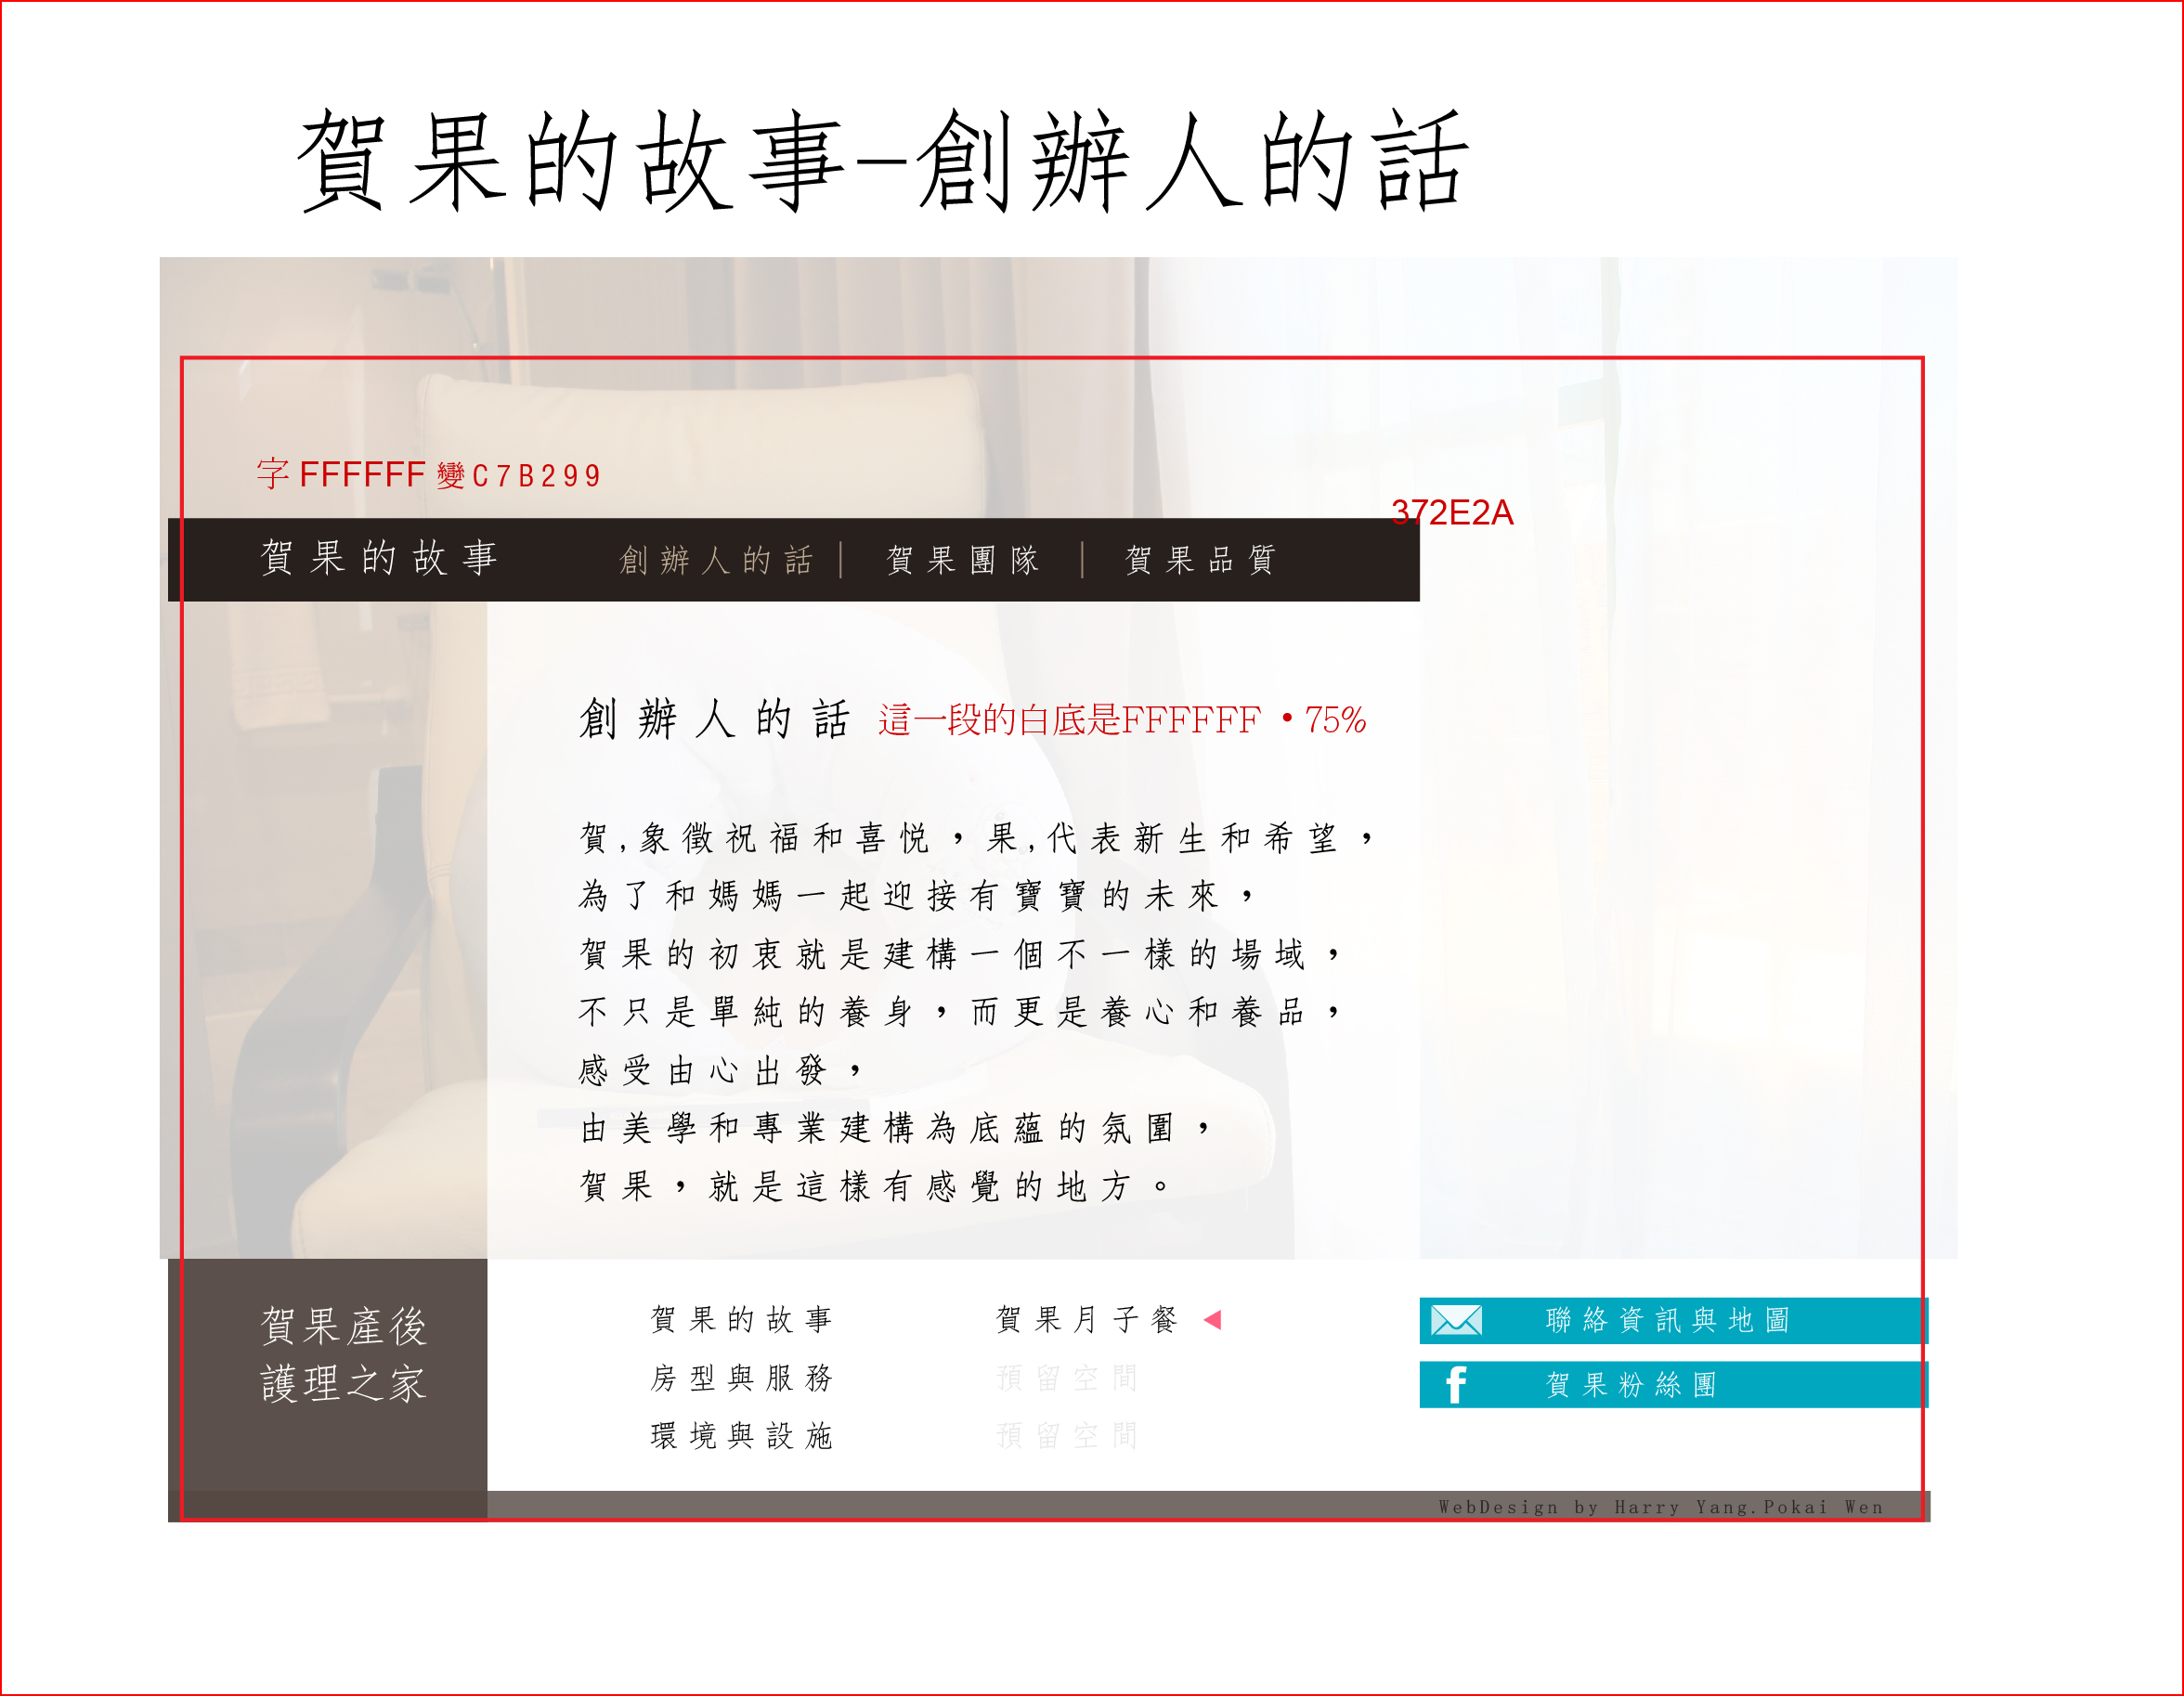 賀果的故事-創辦人的話
字 FFFFFF 變C7B299
372E2A
賀果的故事 創辦人的話 | 賀果團隊 | 賀果品質
創辦人的話 這一段的白底是FFFFFF •75%
賀,象徵祝福和喜悅，果,代表新生和希望，
為了和媽媽一起迎接有寶寶的未來，
賀果的初衷就是建構一個不一樣的場域，
不只是單純的養身，而更是養心和養品，
感受由心出發，
由美學和專業建構為底蘊的氛圍，
賀果，就是這樣有感覺的地方。
賀果產後
護理之家
賀果的故事
房型與服務
環境與設施
賀果月子餐
預留空間
預留空間
聯絡資訊與地圖
賀果粉絲團
WebDesign by Harry Yang.Pokai Wen